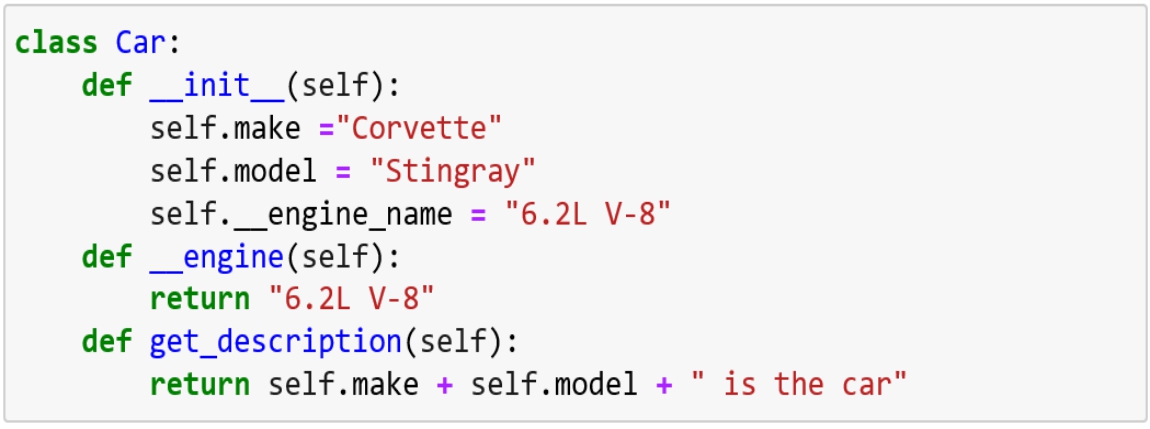 class Car:
    def __init__(self):
        self.make ="Corvette"
        self.model = "Stingray"
        self.__engine_name = "6.2L V-8"
    def __engine(self):
        return "6.2L V-8"
    def get_description(self):
        return self.make + self.model + " is the car"